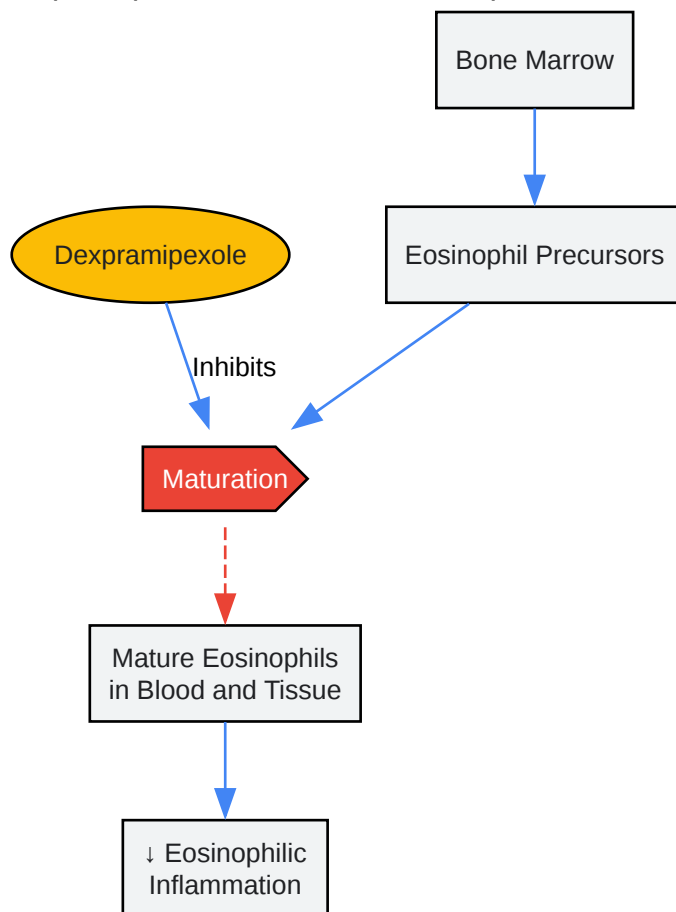 Bone Marrow
Dexpramipexole
Eosinophil Precursors
Inhibits
Maturation
Mature Eosinophils
in Blood and Tissue
↓ Eosinophilic
Inflammation